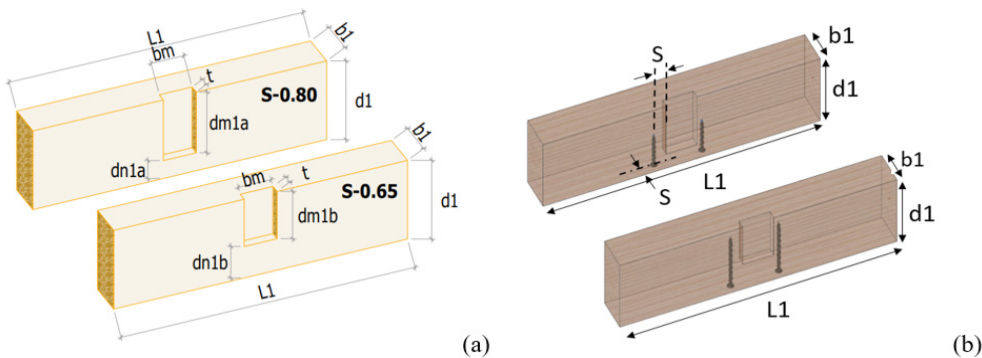 L1
bm
b1
t
S-0.80
d1
dm1a
dn1a
b1
bm
t
S-0.65
d1
dm1b
dn1b
L1
(a)
S
b1
d1
S
L1
b1
d1
L1
(b)